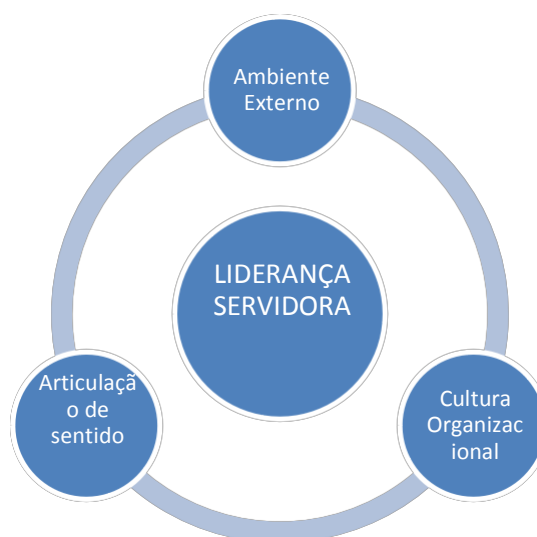 Ambiente
Externo
LIDERANÇA
SERVIDORA
Articulaçã
o de
sentido
Cultura
Organizac
ional